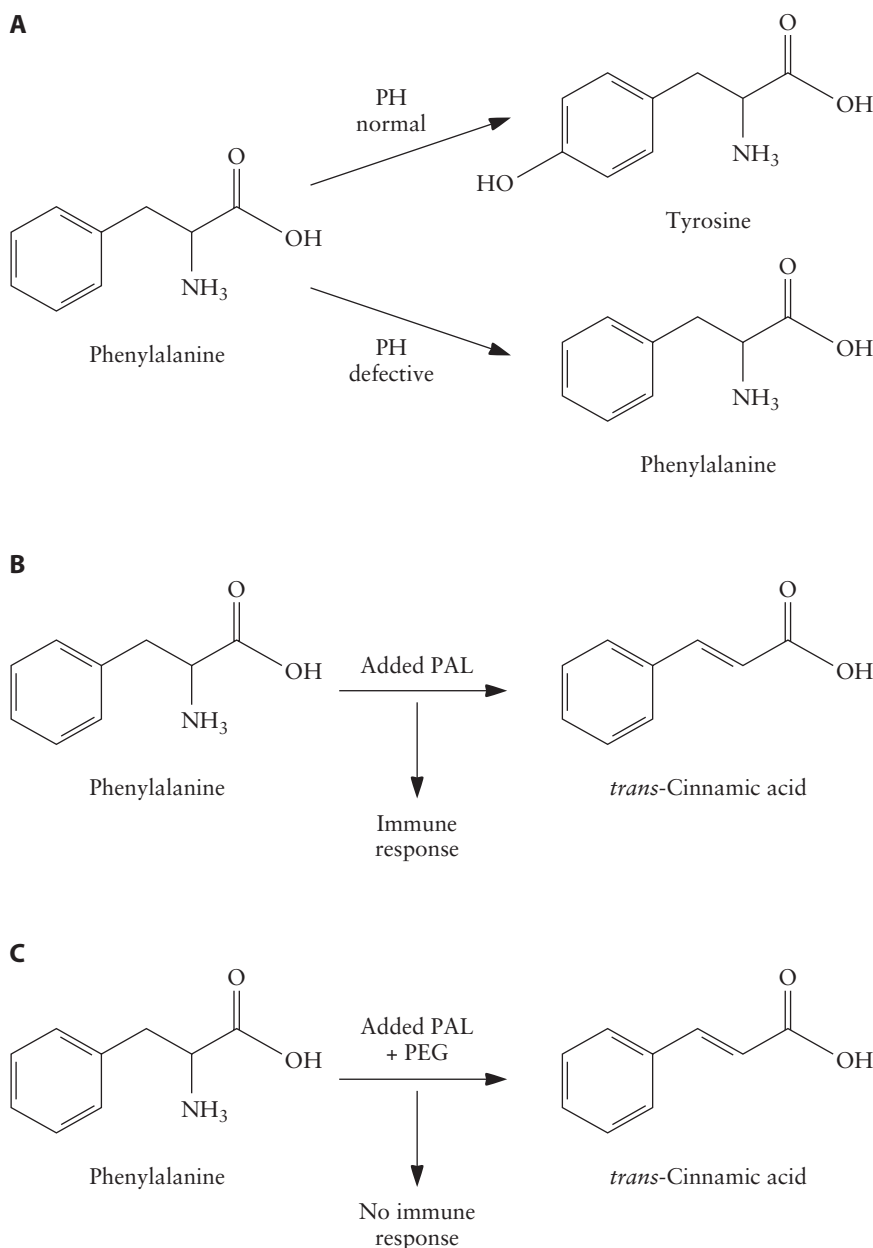 A
O
PH
normal
OH
NH3
HO
Tyrosine
O
OH
NH3
Phenylalanine
PH
defective
O
OH
NH3
Phenylalanine
B
O
OH
NH3
Phenylalanine
Added PAL
Immune
response
O
OH
trans-Cinnamic acid
C
O
OH
NH3
Phenylalanine
Added PAL
+ PEG
No immune
response
O
OH
trans-Cinnamic acid